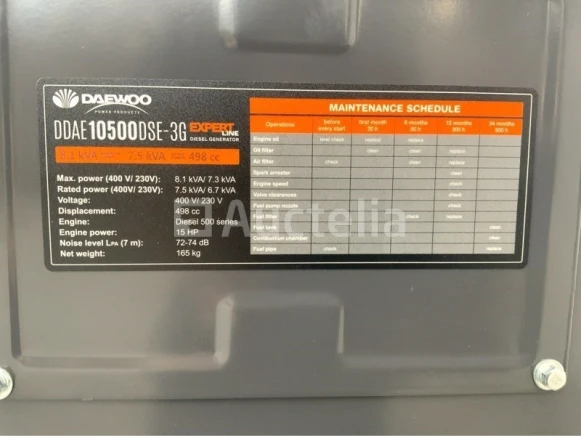 DAEWOO
POWER PRODUCTS
DDAE10500DSE-3G EXPERT LINE
DIESEL GENERATOR
8.1 kVA 7.5 kVA 498 cc
Max. power (400 V/ 230V): 8.1 kVA/ 7.3 kVA
Rated power (400V/ 230V): 7.5 kVA/ 6.7 kVA
Voltage: 400 V/ 230 V
Displacement: 498 cc
Engine: Diesel 500 series
Engine power: 15 HP
Noise level LPA (7 m): 72-74 dB
Net weight: 165 kg
MAINTENANCE SCHEDULE
Operations before every start first month 20 h 6 months 12 months 24 months
Engine oil level check replace replace
Oil filter clean clean replace
Air filter check check replace
Spark arrester clean
Engine speed check
Valve clearances check
Fuel pump nozzle check
Fuel filter clean replace
Fuel tank clean
Combustion chamber clean
Fuel pipe check replace
Auctelia